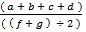 ( a + b + c + d )
( ( f + g ) ÷ 2 )